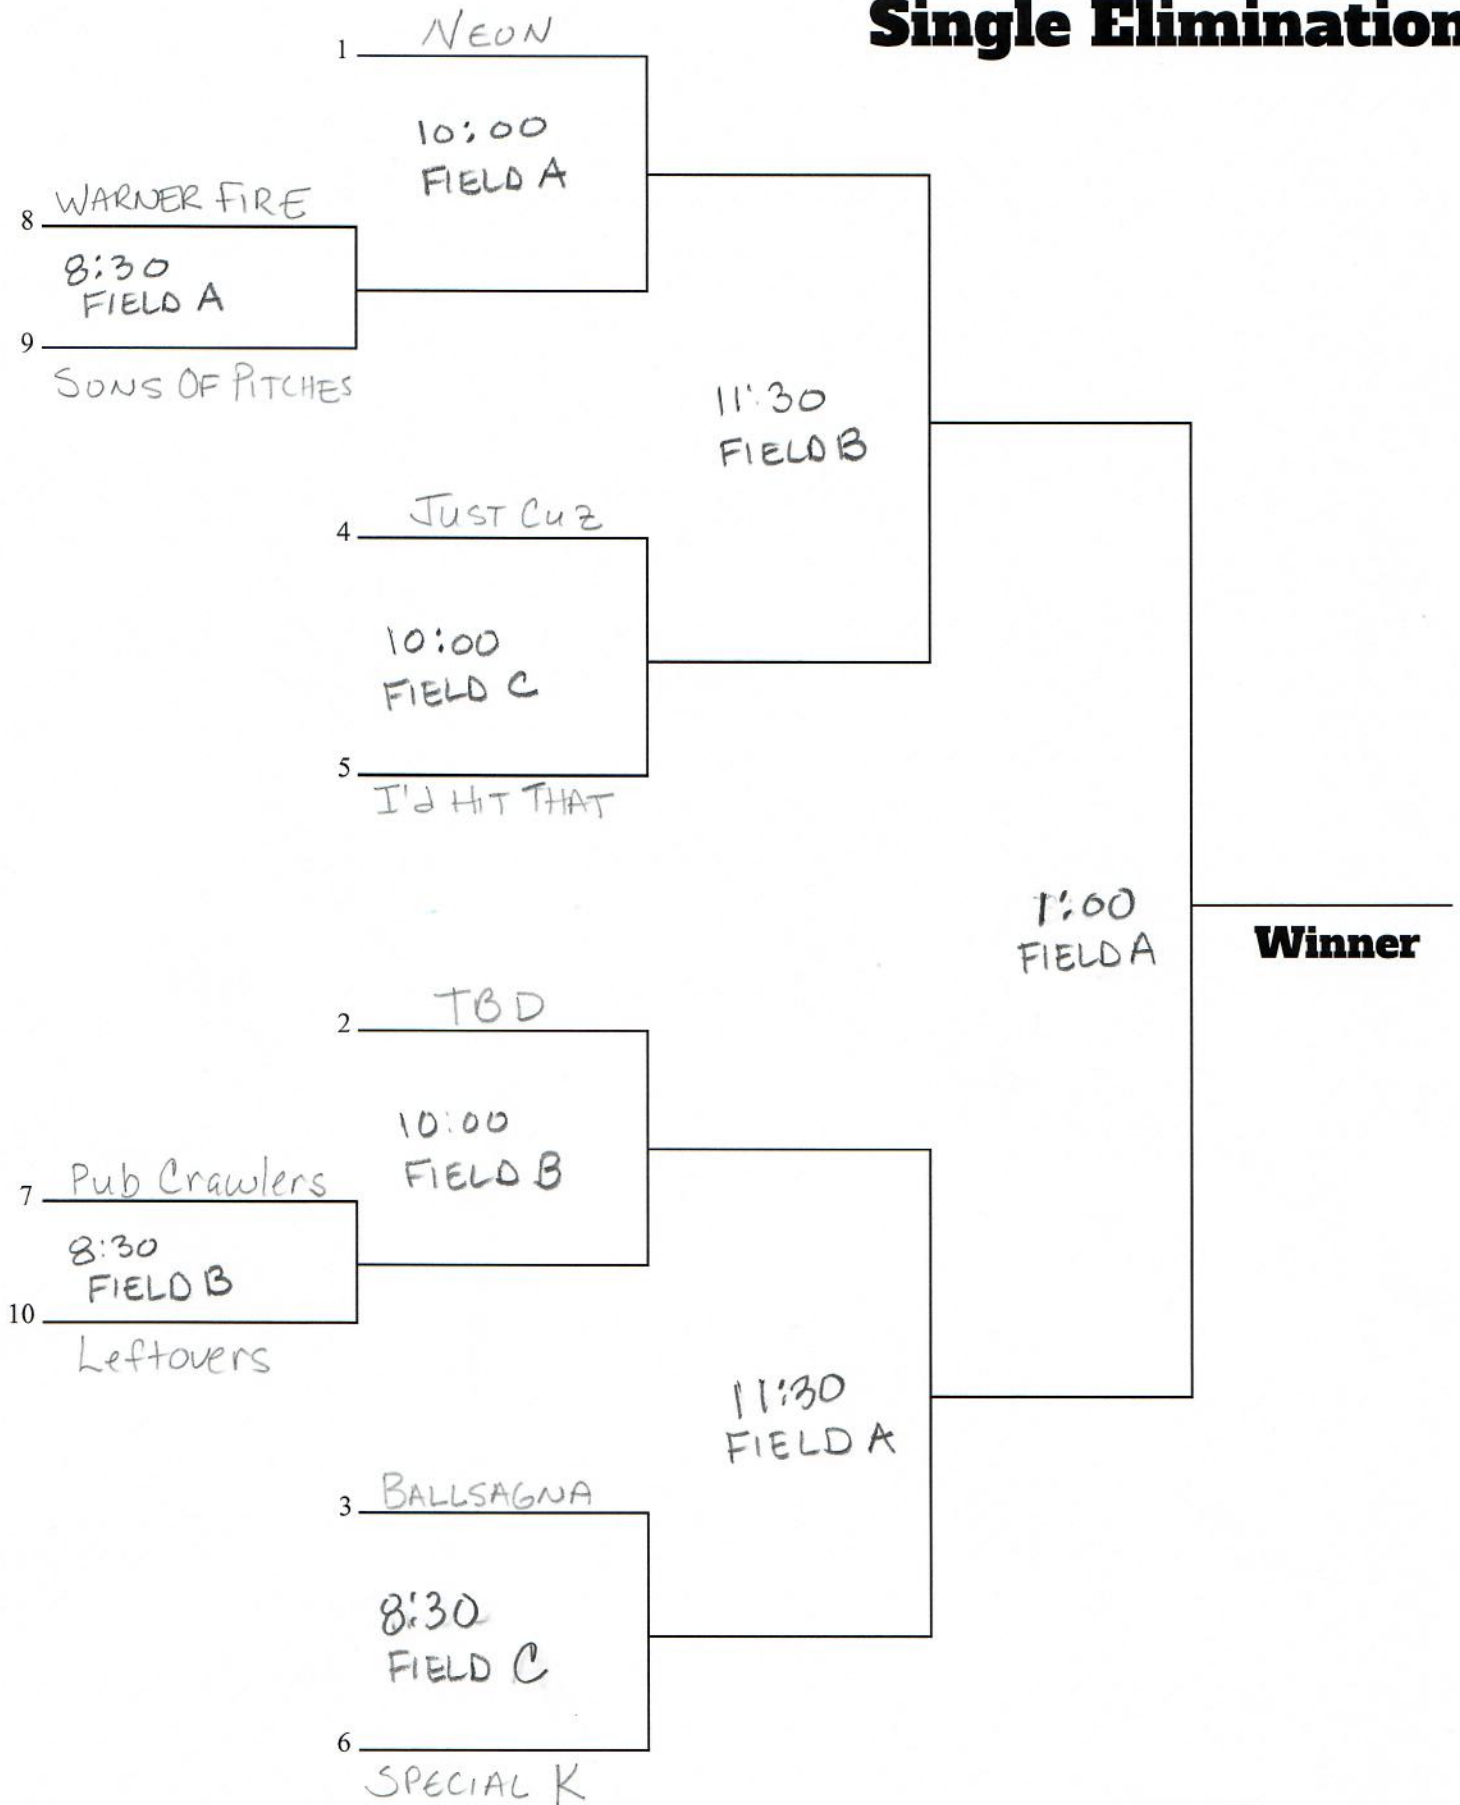 Single Elimination
1 NEON
10:00
FIELD A
8 WARNER FIRE
8:30
FIELD A
9
SONS OF PITCHES
11:30
FIELD B
4 JUST CUZ
10:00
FIELD C
5
I'd HIT THAT
1:00
FIELD A
Winner
2 TBD
10:00
FIELD B
7 Pub Crawlers
8:30
FIELD B
10
Leftovers
11:30
FIELD A
3 BALLSAGNA
8:30
FIELD C
6
SPECIAL K